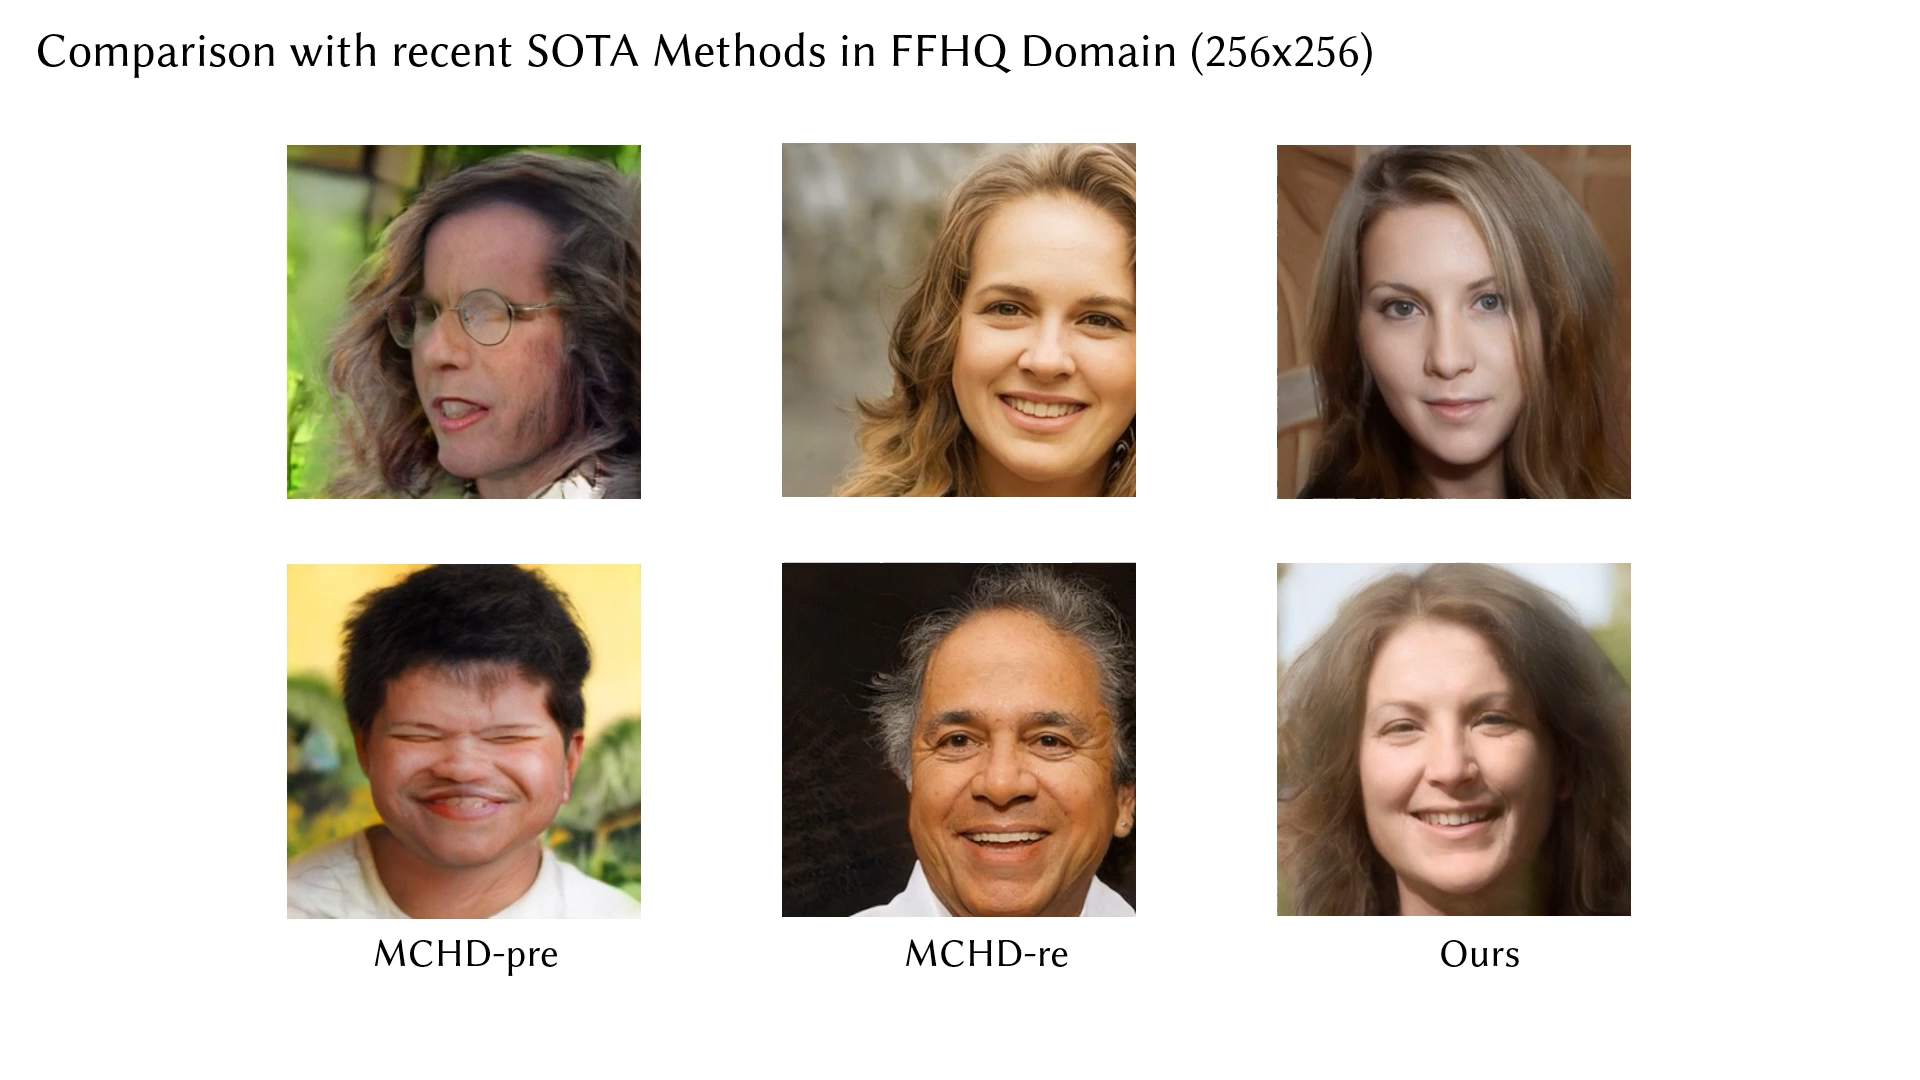 Comparison with recent SOTA Methods in FFHQ Domain (256x256)
MCHD-pre
MCHD-re
Ours